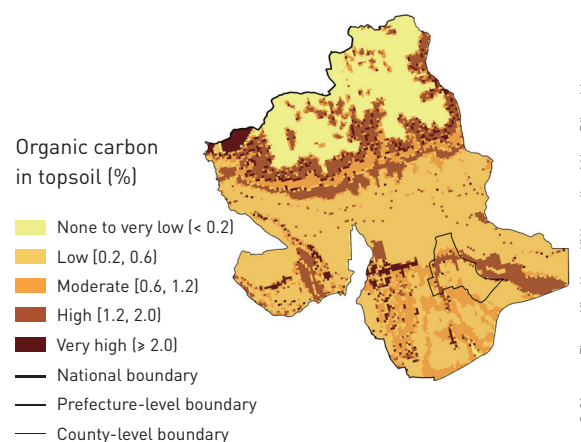 Organic carbon
in topsoil (%)
None to very low (< 0.2)
Low [0.2, 0.6)
Moderate [0.6, 1.2)
High [1.2, 2.0)
Very high (≥ 2.0)
National boundary
Prefecture-level boundary
County-level boundary